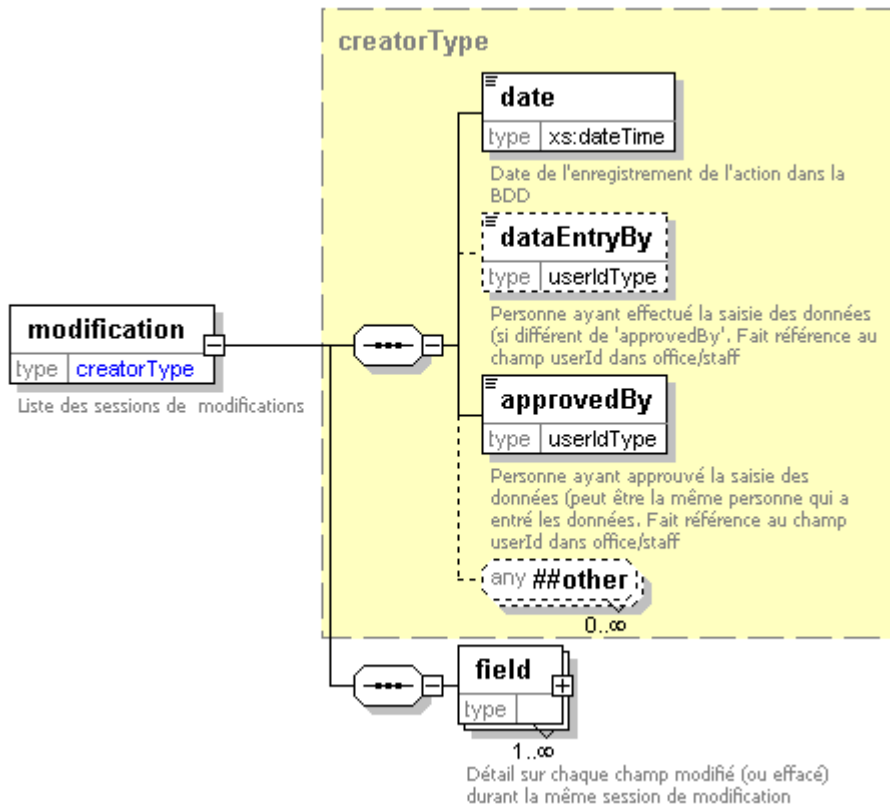 creatorType
date
type xs:dateTime
Date de l'enregistrement de l'action dans la
BDD
dataEntryBy
type userIdType
Personne ayant effectué la saisie des données
(si différent de 'approvedBy'. Fait référence au
champ userId dans office/staff
modification
type creatorType
Liste des sessions de modifications
approvedBy
type userIdType
Personne ayant approuvé la saisie des
données (peut être la même personne qui a
entré les données. Fait référence au champ
userId dans office/staff
any ##other
0..∞
field
type
1..∞
Détail sur chaque champ modifié (ou effacé)
durant la même session de modification